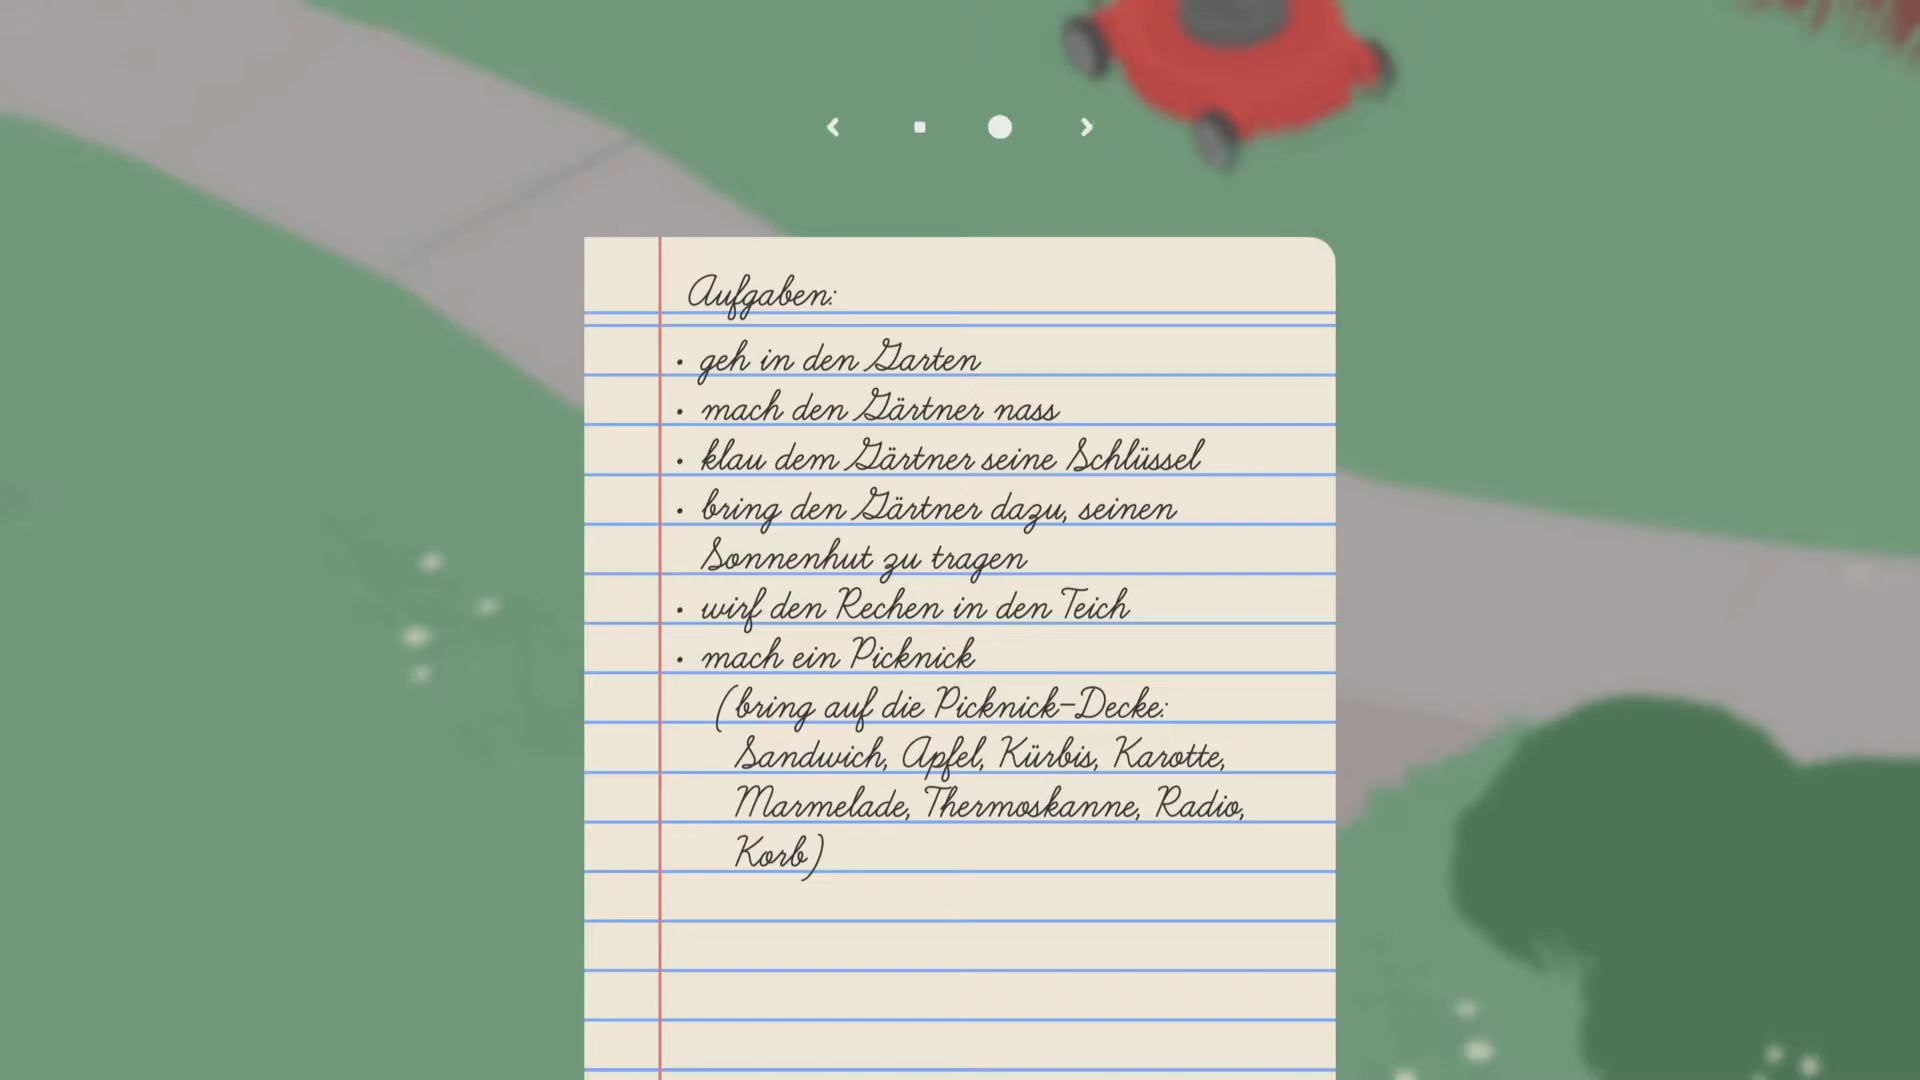 Aufgaben:
• geh in den Garten
• mach den Gärtner nass
• klau dem Gärtner seine Schlüssel
• bring den Gärtner dazu, seinen
Sonnenhut zu tragen
• wirf den Rechen in den Teich
• mach ein Picknick
(bring auf die Picknick-Decke:
Sandwich, Apfel, Kürbis, Karotte,
Marmelade, Thermoskanne, Radio,
Korb)